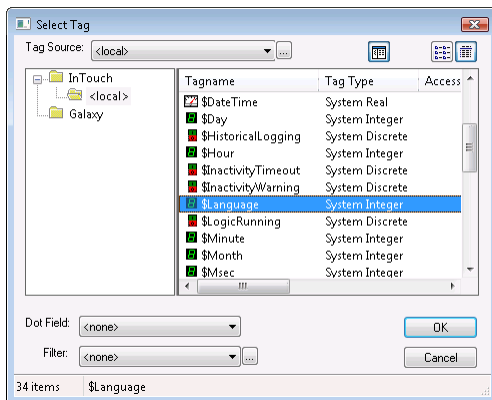 Select Tag
Tag Source: <local> ...
InTouch
<local>
Galaxy
Tagname Tag Type Access
$DateTime System Real
$Day System Integer
$HistoricalLogging System Discrete
$Hour System Integer
$InactivityTimeout System Discrete
$InactivityWarning System Discrete
$Language System Integer
$LogicRunning System Discrete
$Minute System Integer
$Month System Integer
$Msec System Integer
Dot Field: <none> OK
Filter: <none> ... Cancel
34 items $Language